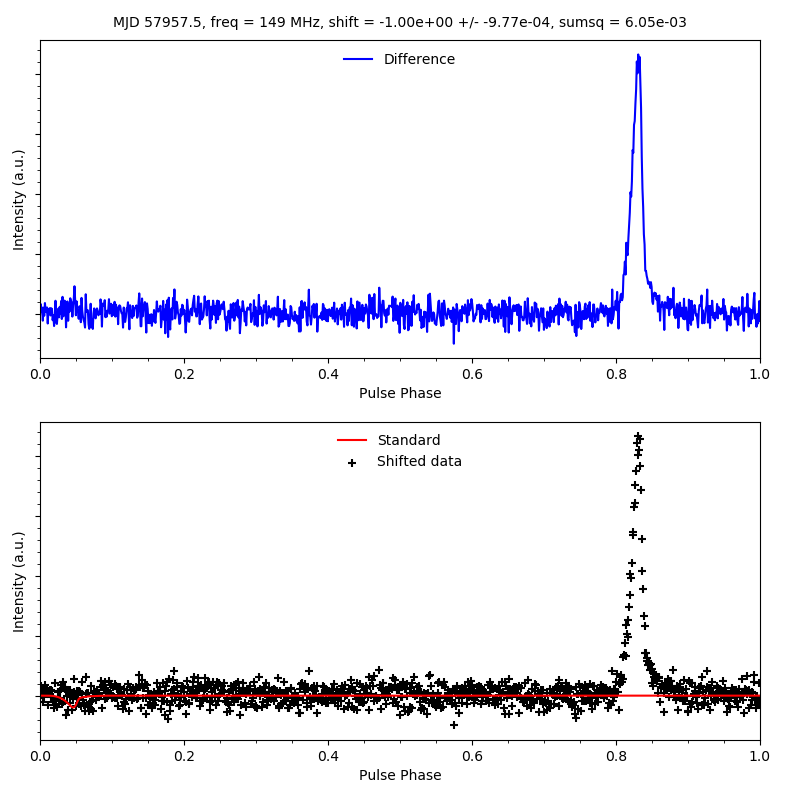 MJD 57957.5, freq = 149 MHz, shift = -1.00e+00 +/- -9.77e-04, sumsq = 6.05e-03
Difference
Intensity (a.u.)
0.0 0.2 0.4 0.6 0.8 1.0
Pulse Phase
Standard
Shifted data
Intensity (a.u.)
0.0 0.2 0.4 0.6 0.8 1.0
Pulse Phase